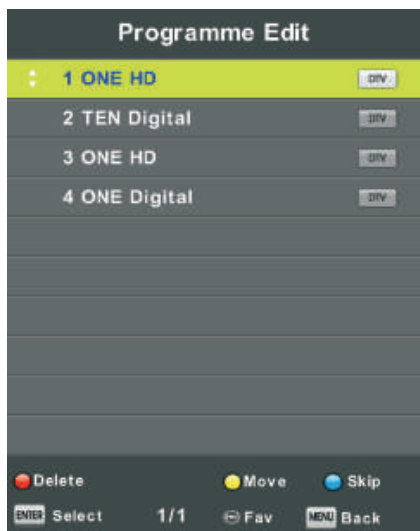 Programme Edit
1 ONE HD DTV
2 TEN Digital DTV
3 ONE HD DTV
4 ONE Digital DTV
Delete Move Skip
ENTER Select 1/1 Fav MENU Back